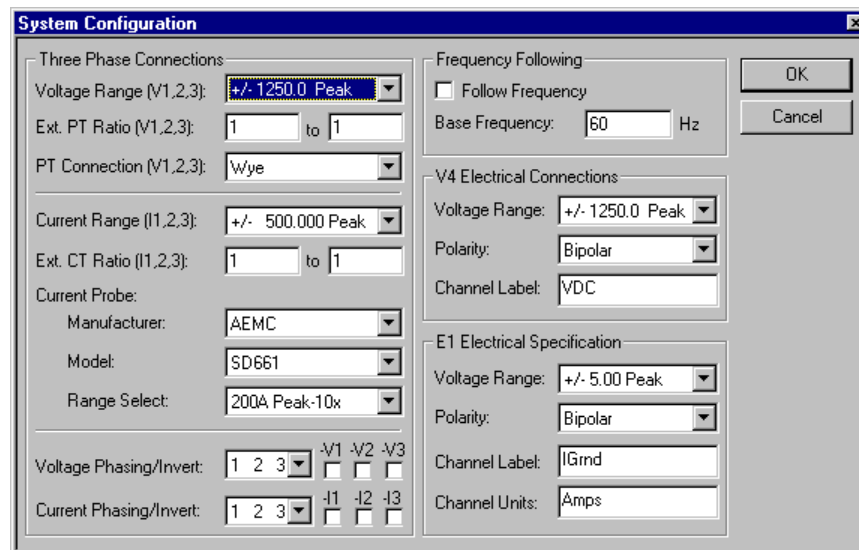 System Configuration
Three Phase Connections
Voltage Range (V1,2,3): +/- 1250.0 Peak
Ext. PT Ratio (V1,2,3): 1 to 1
PT Connection (V1,2,3): Wye
Current Range (I1,2,3): +/- 500.000 Peak
Ext. CT Ratio (I1,2,3): 1 to 1
Current Probe:
Manufacturer: AEMC
Model: SD661
Range Select: 200A Peak-10x
-V1 -V2 -V3
Voltage Phasing/Invert: 1 2 3
-I1 -I2 -I3
Current Phasing/Invert: 1 2 3
Frequency Following
Follow Frequency
Base Frequency: 60 Hz
V4 Electrical Connections
Voltage Range: +/- 1250.0 Peak
Polarity: Bipolar
Channel Label: VDC
E1 Electrical Specification
Voltage Range: +/- 5.00 Peak
Polarity: Bipolar
Channel Label: IGrnd
Channel Units: Amps
OK
Cancel